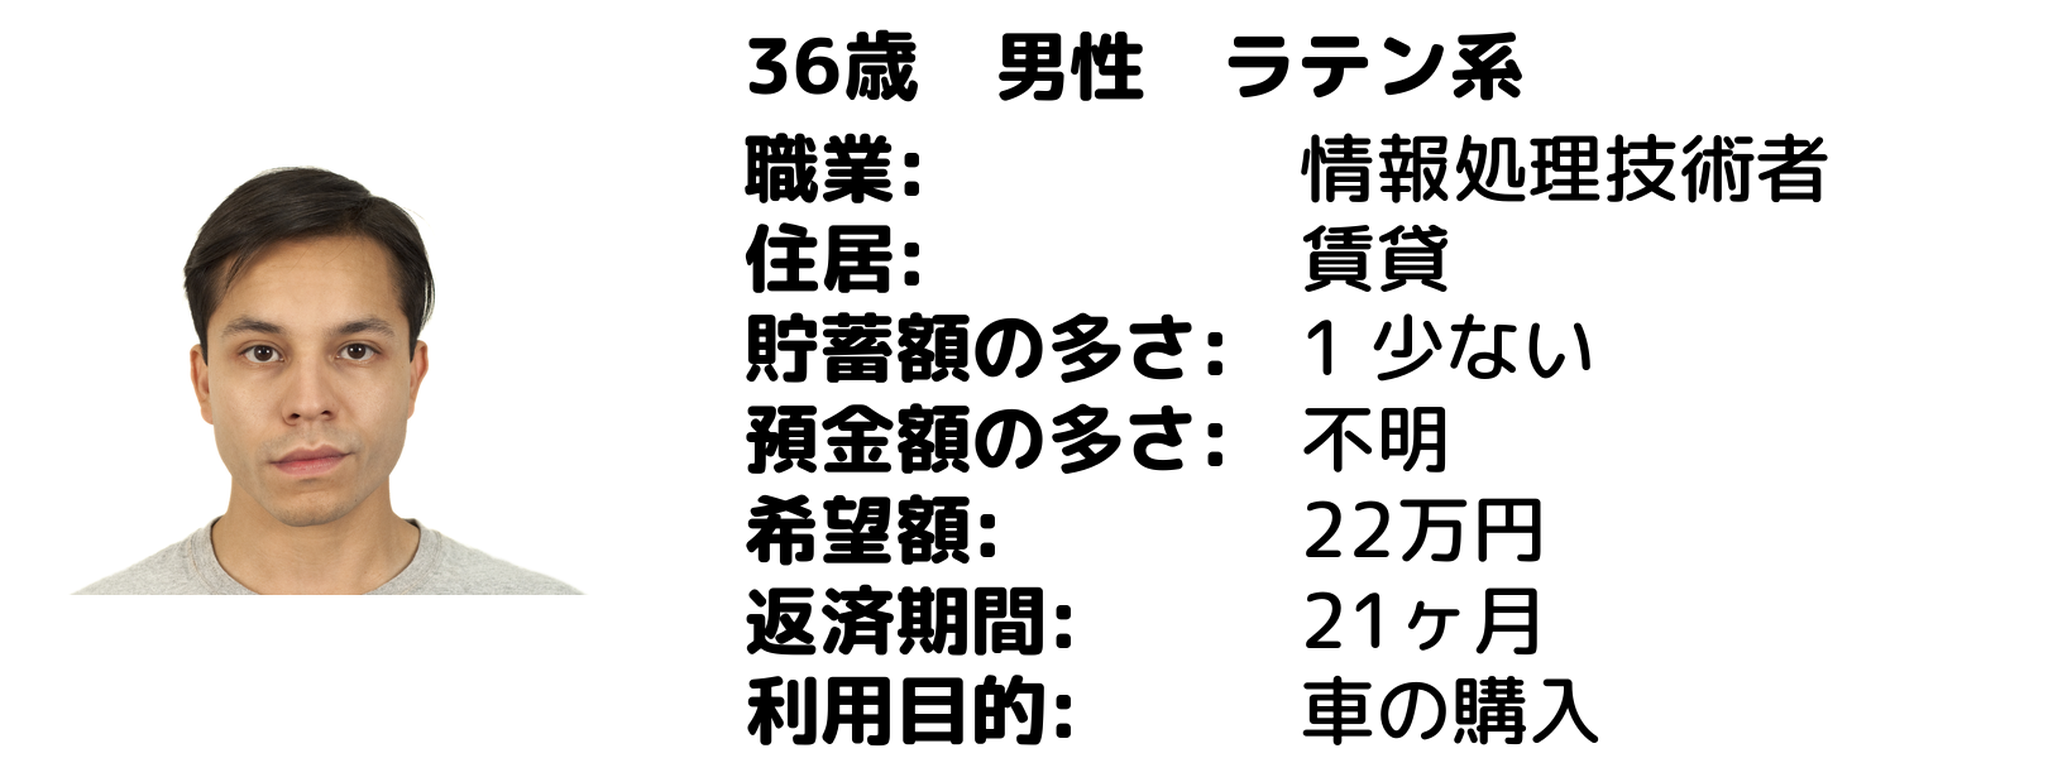 36歳　男性　ラテン系
職業: 情報処理技術者
住居: 賃貸
貯蓄額の多さ: 1 少ない
預金額の多さ: 不明
希望額: 22万円
返済期間: 21ヶ月
利用目的: 車の購入